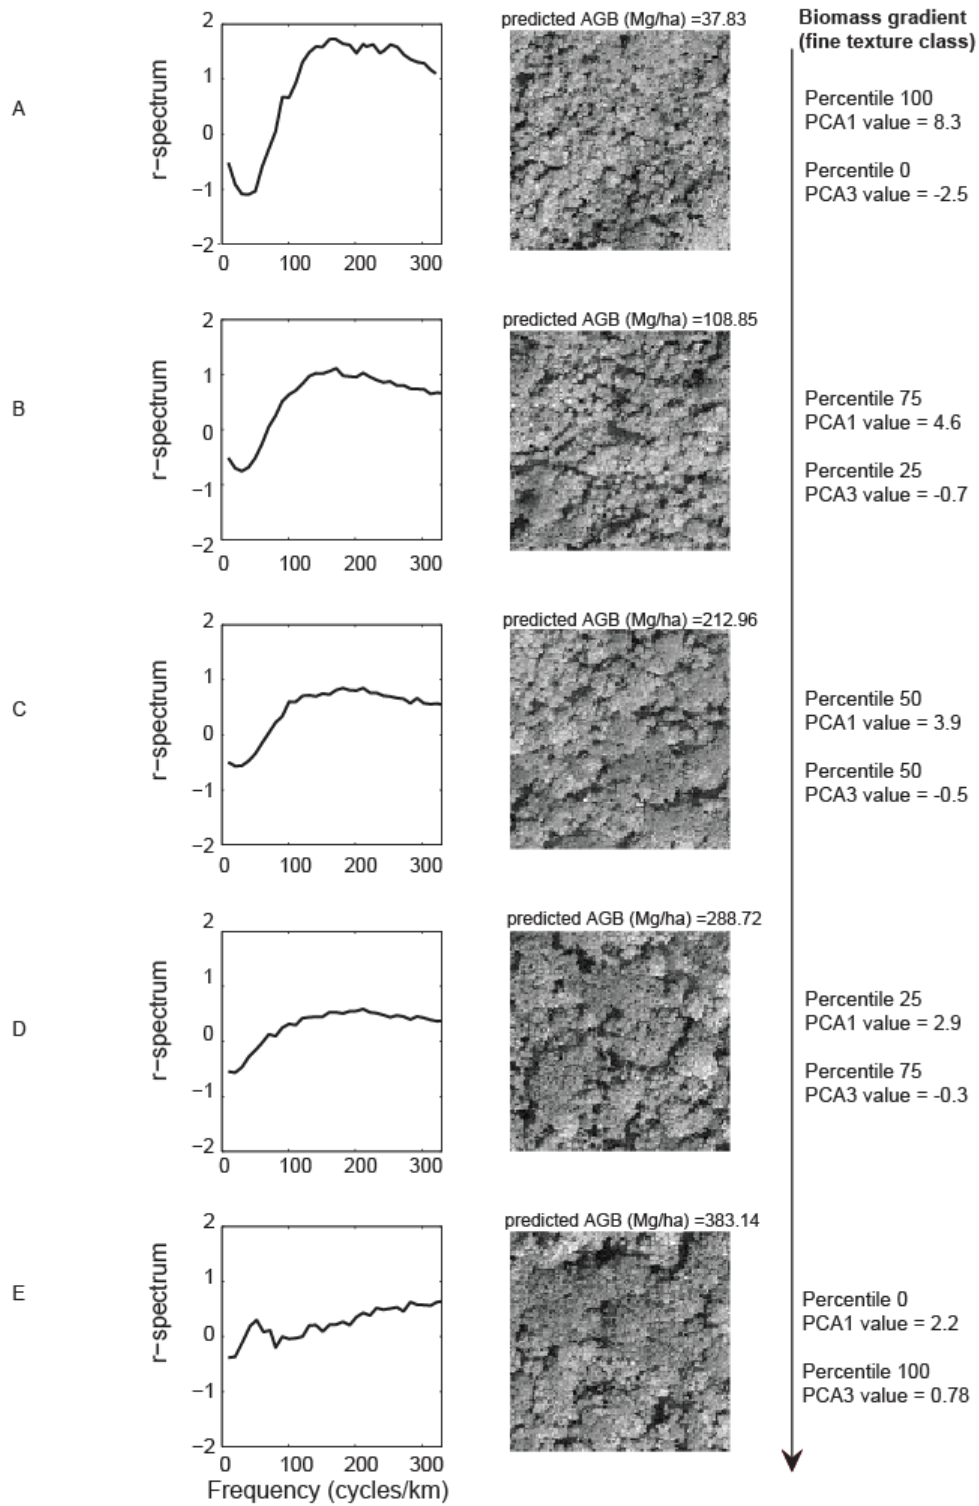 predicted AGB (Mg/ha) =37.83
Biomass gradient
(fine texture class)
A
r−spectrum
2
1
0
−1
−2
0 100 200 300
Percentile 100
PCA1 value = 8.3
Percentile 0
PCA3 value = -2.5
predicted AGB (Mg/ha) =108.85
B
r−spectrum
2
1
0
−1
−2
0 100 200 300
Percentile 75
PCA1 value = 4.6
Percentile 25
PCA3 value = -0.7
predicted AGB (Mg/ha) =212.96
C
r−spectrum
2
1
0
−1
−2
0 100 200 300
Percentile 50
PCA1 value = 3.9
Percentile 50
PCA3 value = -0.5
predicted AGB (Mg/ha) =288.72
D
r−spectrum
2
1
0
−1
−2
0 100 200 300
Percentile 25
PCA1 value = 2.9
Percentile 75
PCA3 value = -0.3
predicted AGB (Mg/ha) =383.14
E
r−spectrum
2
1
0
−1
−2
0 100 200 300
Frequency (cycles/km)
Percentile 0
PCA1 value = 2.2
Percentile 100
PCA3 value = 0.78